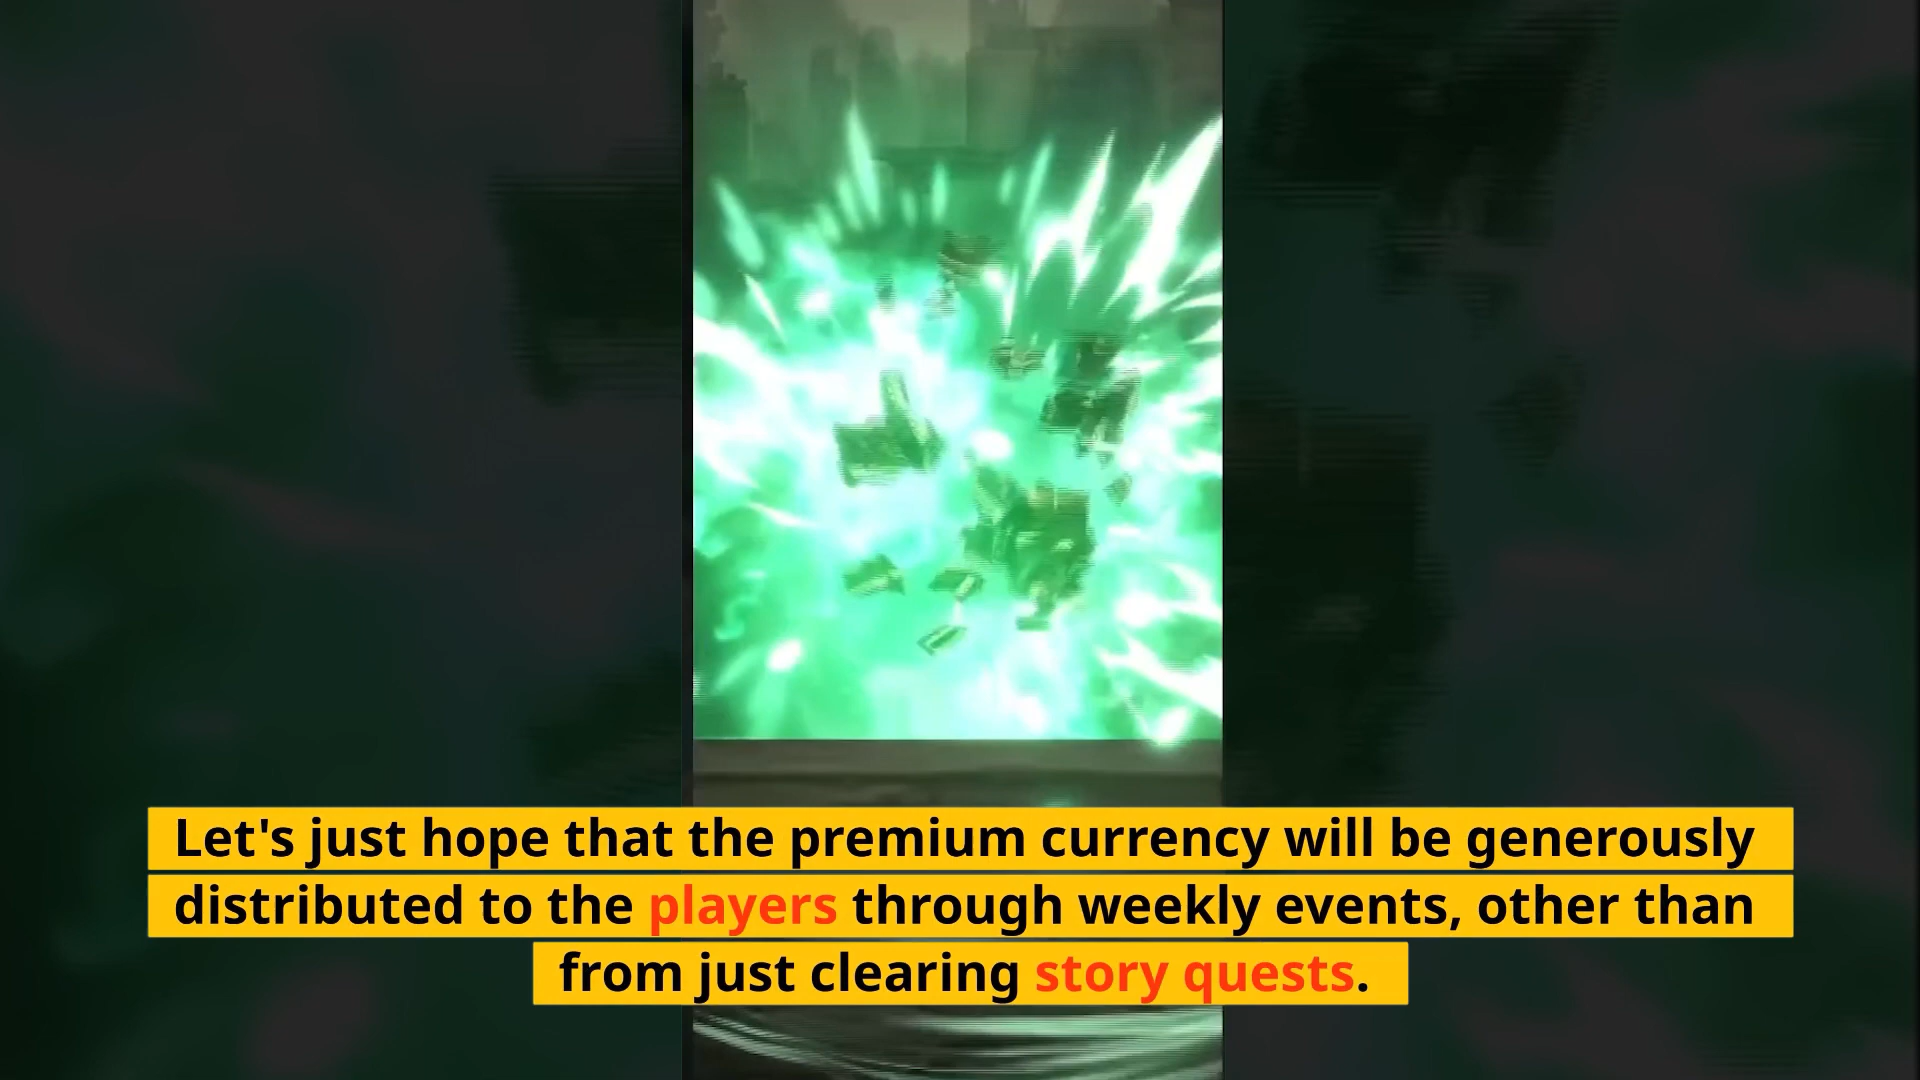 Let's just hope that the premium currency will be generously
distributed to the players through weekly events, other than
from just clearing story quests.